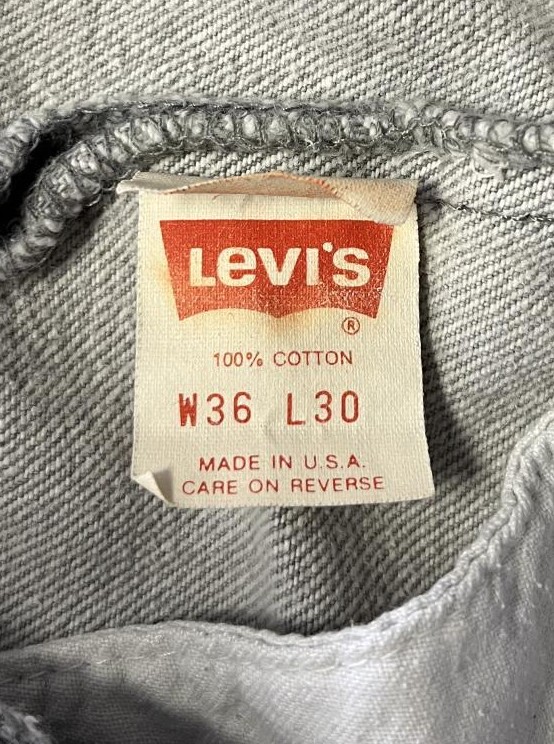 Levi's
®
100% COTTON
W36 L30
MADE IN U.S.A.
CARE ON REVERSE